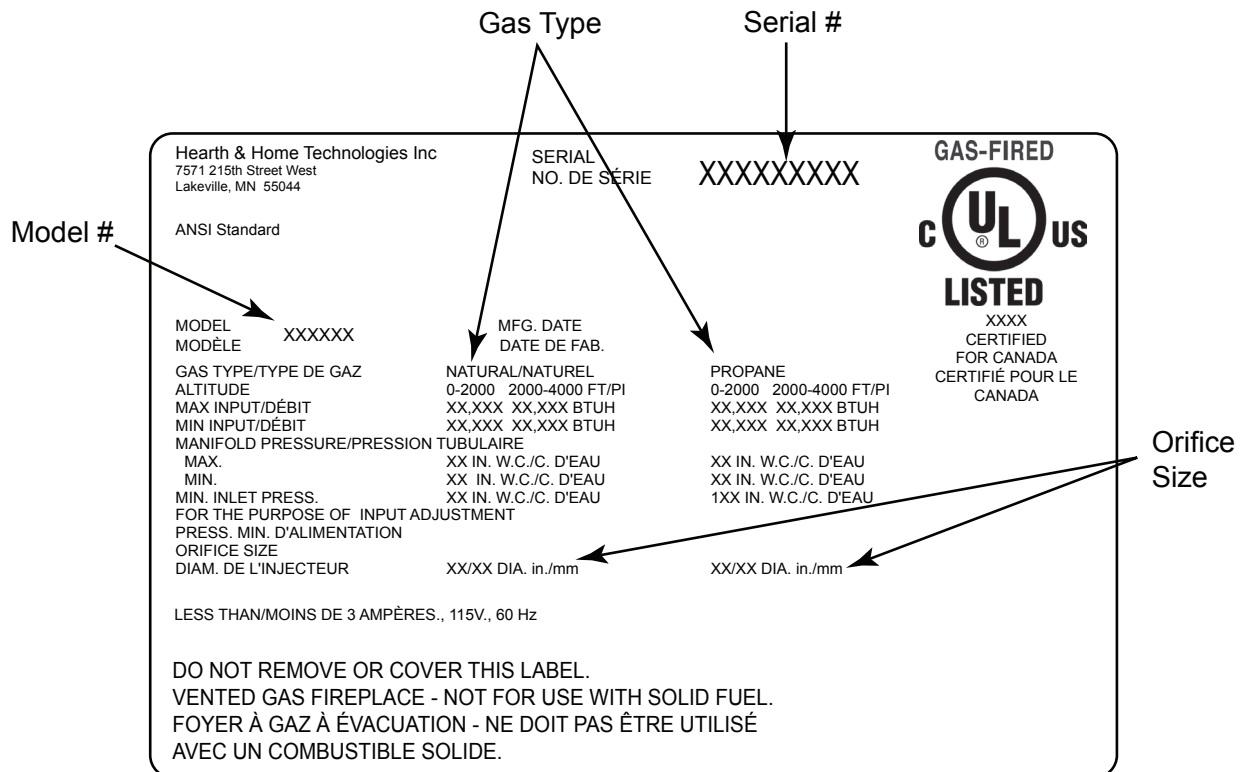 Gas Type
Serial #
Hearth & Home Technologies Inc
7571 215th Street West
Lakeville, MN 55044
SERIAL
NO. DE SÉRIE
XXXXXXXXX
GAS-FIRED
C UL ® US
LISTED
XXXX
CERTIFIED
FOR CANADA
CERTIFIÉ POUR LE
CANADA
ANSI Standard
Model #
MODEL
MODÈLE
XXXXXX
MFG. DATE
DATE DE FAB.
GAS TYPE/TYPE DE GAZ NATURAL/NATUREL PROPANE
ALTITUDE 0-2000 2000-4000 FT/PI 0-2000 2000-4000 FT/PI
MAX INPUT/DÉBIT XX,XXX XX,XXX BTUH XX,XXX XX,XXX BTUH
MIN INPUT/DÉBIT XX,XXX XX,XXX BTUH XX,XXX XX,XXX BTUH
MANIFOLD PRESSURE/PRESSION TUBULAIRE
MAX. XX IN. W.C./C. D'EAU XX IN. W.C./C. D'EAU
MIN. XX IN. W.C./C. D'EAU XX IN. W.C./C. D'EAU
MIN. INLET PRESS. XX IN. W.C./C. D'EAU 1XX IN. W.C./C. D'EAU
FOR THE PURPOSE OF INPUT ADJUSTMENT
PRESS. MIN. D'ALIMENTATION
ORIFICE SIZE
DIAM. DE L'INJECTEUR XX/XX DIA. in./mm XX/XX DIA. in./mm
Orifice
Size
LESS THAN/MOINS DE 3 AMPÈRES., 115V., 60 Hz
DO NOT REMOVE OR COVER THIS LABEL.
VENTED GAS FIREPLACE - NOT FOR USE WITH SOLID FUEL.
FOYER À GAZ À ÉVACUATION - NE DOIT PAS ÊTRE UTILISÉ
AVEC UN COMBUSTIBLE SOLIDE.